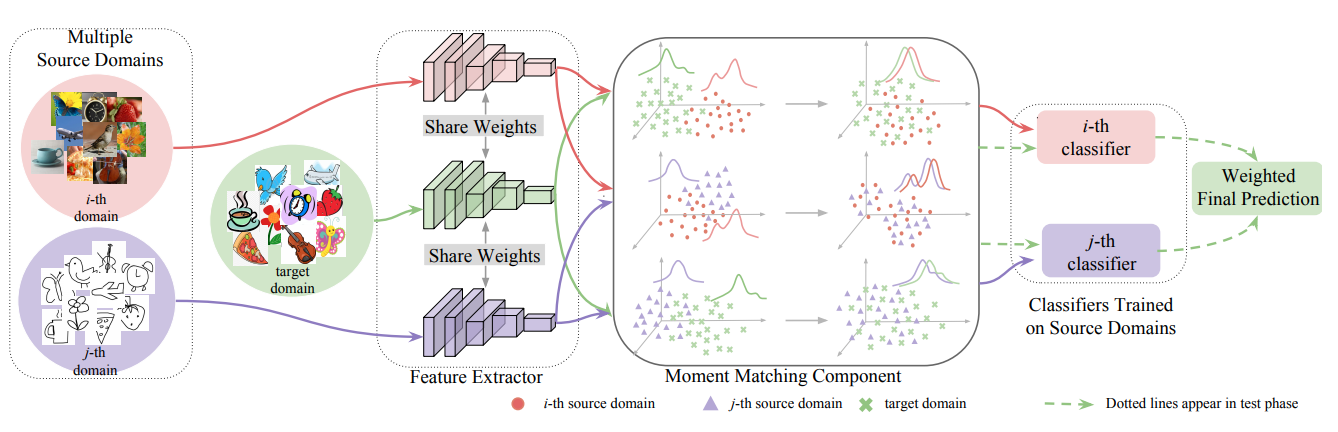 Multiple
Source Domains
i-th
domain
j-th
domain
target
domain
Share Weights
Share Weights
Feature Extractor
Moment Matching Component
i-th
classifier
j-th
classifier
Classifiers Trained
on Source Domains
Weighted
Final Prediction
i-th source domain
j-th source domain
target domain
Dotted lines appear in test phase